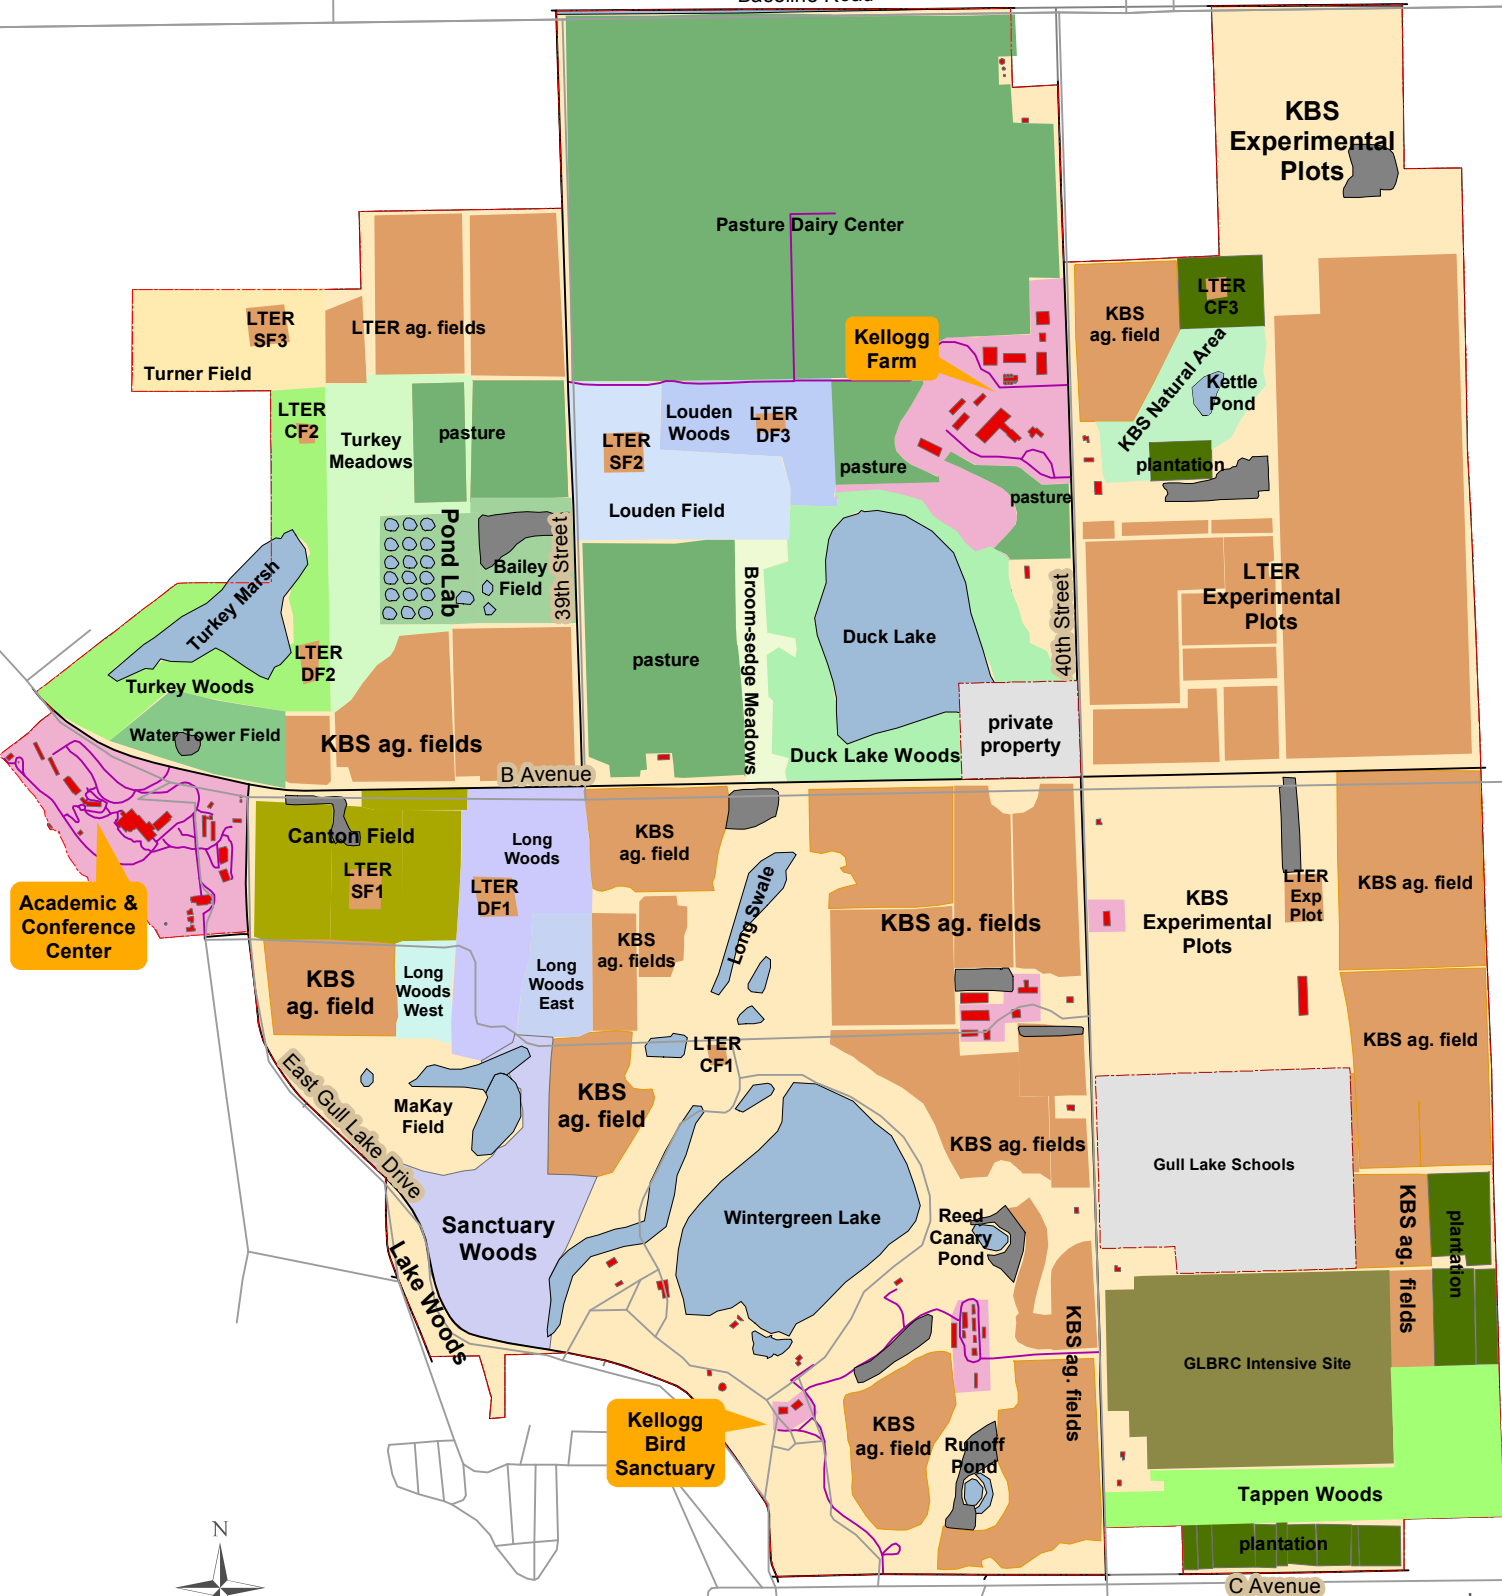 Baseline Road
KBS
Experimental
Plots
Pasture Dairy Center
LTER
SF3
LTER ag. fields
Turner Field
Kellogg
Farm
KBS
ag. field
LTER
CF3
KBS Natural Area
Kettle
Pond
plantation
LTER
CF2
Turkey
Meadows
pasture
LTER
SF2
Louden
Woods
LTER
DF3
Louden Field
pasture
pasture
Pond Lab
Bailey
Field
39th Street
Turkey Marsh
LTER
DF2
Turkey Woods
Water Tower Field
KBS ag. fields
pasture
Broom-sedge Meadows
Duck Lake
Duck Lake Woods
40th Street
private
property
LTER
Experimental
Plots
B Avenue
Academic &
Conference
Center
Canton Field
LTER
SF1
Long
Woods
LTER
DF1
KBS
ag. field
Long Swale
KBS
ag. fields
KBS ag. fields
KBS
Experimental
Plots
LTER
Exp
Plot
KBS ag. field
KBS
ag. field
Long
Woods
West
Long
Woods
East
LTER
CF1
KBS ag. field
East Gull Lake Drive
MaKay
Field
KBS
ag. field
KBS ag. fields
Gull Lake Schools
Sanctuary
Woods
Wintergreen Lake
Reed
Canary
Pond
KBS ag. fields
plantation
Lake Woods
KBS ag. fields
GLBRC Intensive Site
Kellogg
Bird
Sanctuary
KBS
ag. field
Runoff
Pond
Tappen Woods
plantation
N
C Avenue